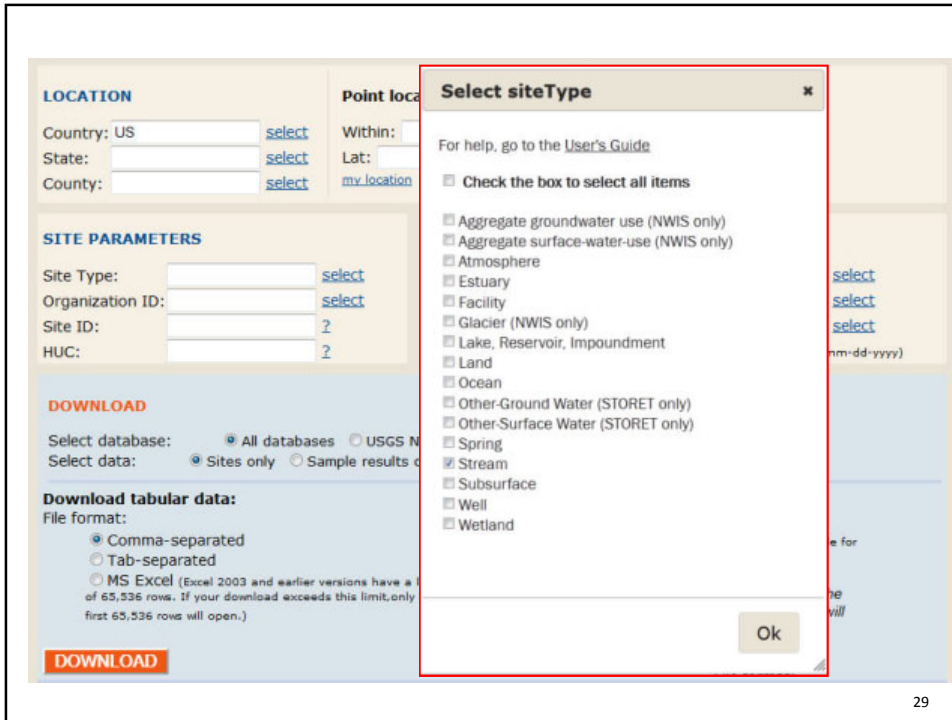 LOCATION
Country: US select
State: select
County: select
Point loca
Within:
Lat:
my location
SITE PARAMETERS
Site Type: select
Organization ID: select
Site ID: ?
HUC: ?
select
select
select
mm-dd-yyyy)
DOWNLOAD
Select database: All databases USGS N
Select data: Sites only Sample results o
Download tabular data:
File format:
Comma-separated
Tab-separated
MS Excel (Excel 2003 and earlier versions have a l
of 65,536 rows. If your download exceeds this limit,only
first 65,536 rows will open.)
e for
he
will
DOWNLOAD
Select siteType
For help, go to the User's Guide
Check the box to select all items
Aggregate groundwater use (NWIS only)
Aggregate surface-water-use (NWIS only)
Atmosphere
Estuary
Facility
Glacier (NWIS only)
Lake, Reservoir, Impoundment
Land
Ocean
Other-Ground Water (STORET only)
Other-Surface Water (STORET only)
Spring
Stream
Subsurface
Well
Wetland
Ok
29